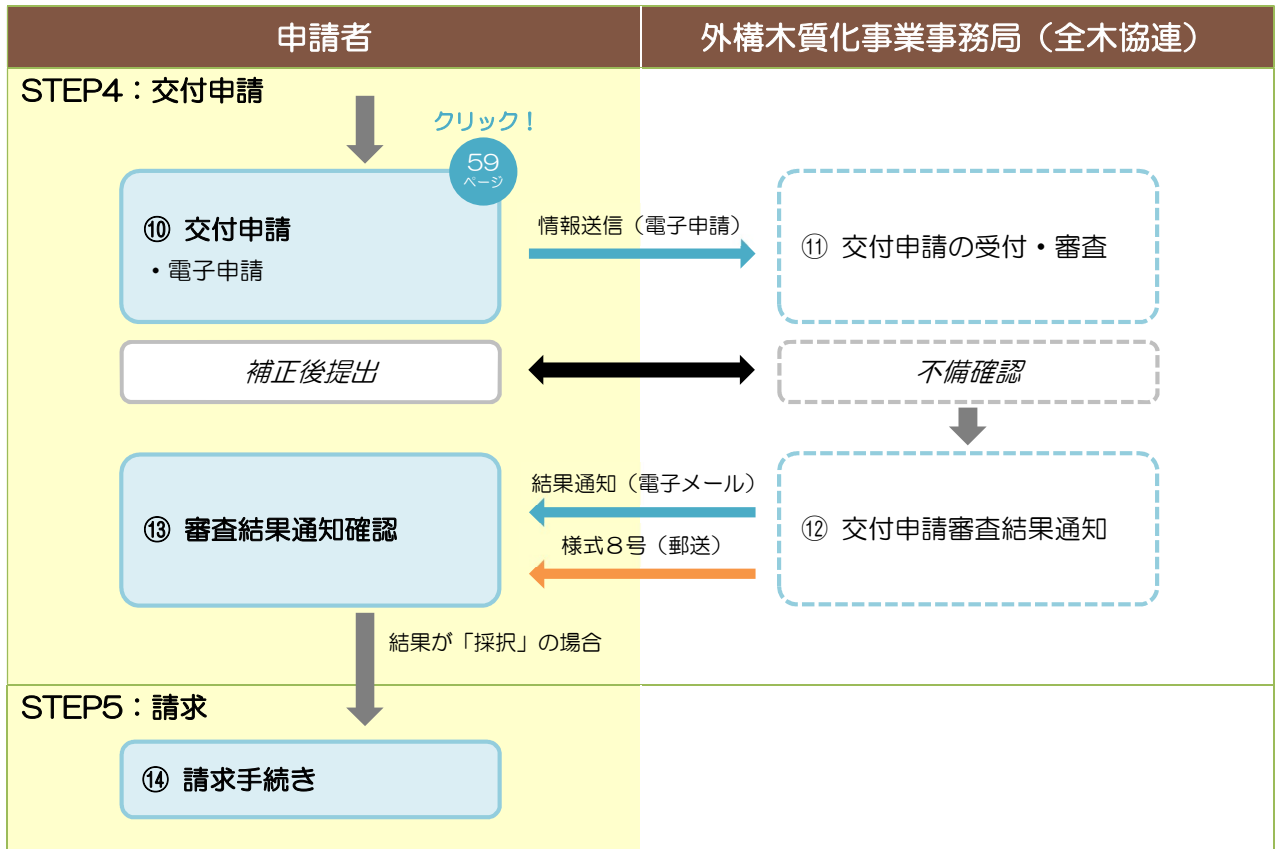 申請者
外構木質化事業事務局（全木協連）
STEP4：交付申請
クリック！
59
ページ
⑩ 交付申請
・電子申請
情報送信（電子申請）
⑪ 交付申請の受付・審査
補正後提出
不備確認
結果通知（電子メール）
⑬ 審査結果通知確認
⑫ 交付申請審査結果通知
様式８号（郵送）
結果が「採択」の場合
STEP5：請求
⑭ 請求手続き